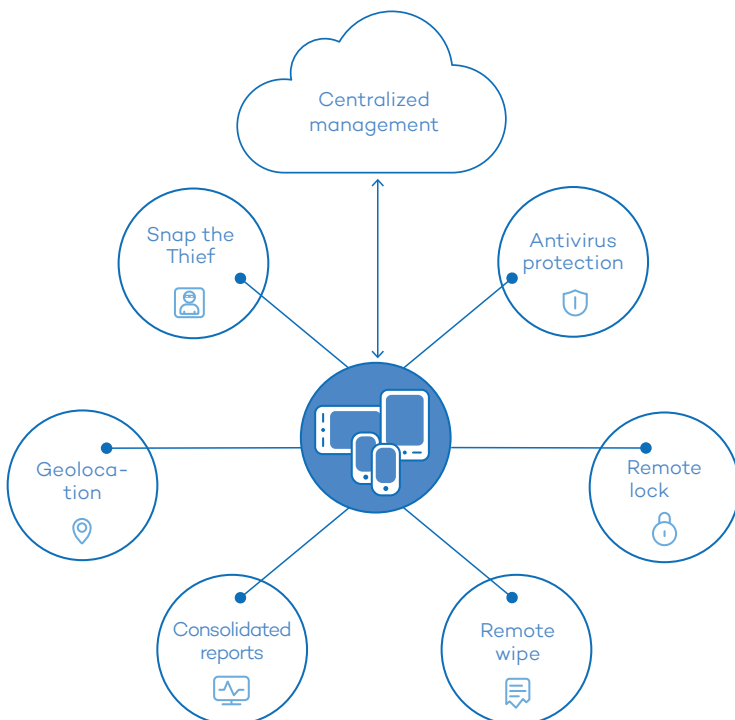 Centralized
management
Snap the
Thief
Antivirus
protection
Geoloca-
tion
Remote
lock
Consolidated
reports
Remote
wipe